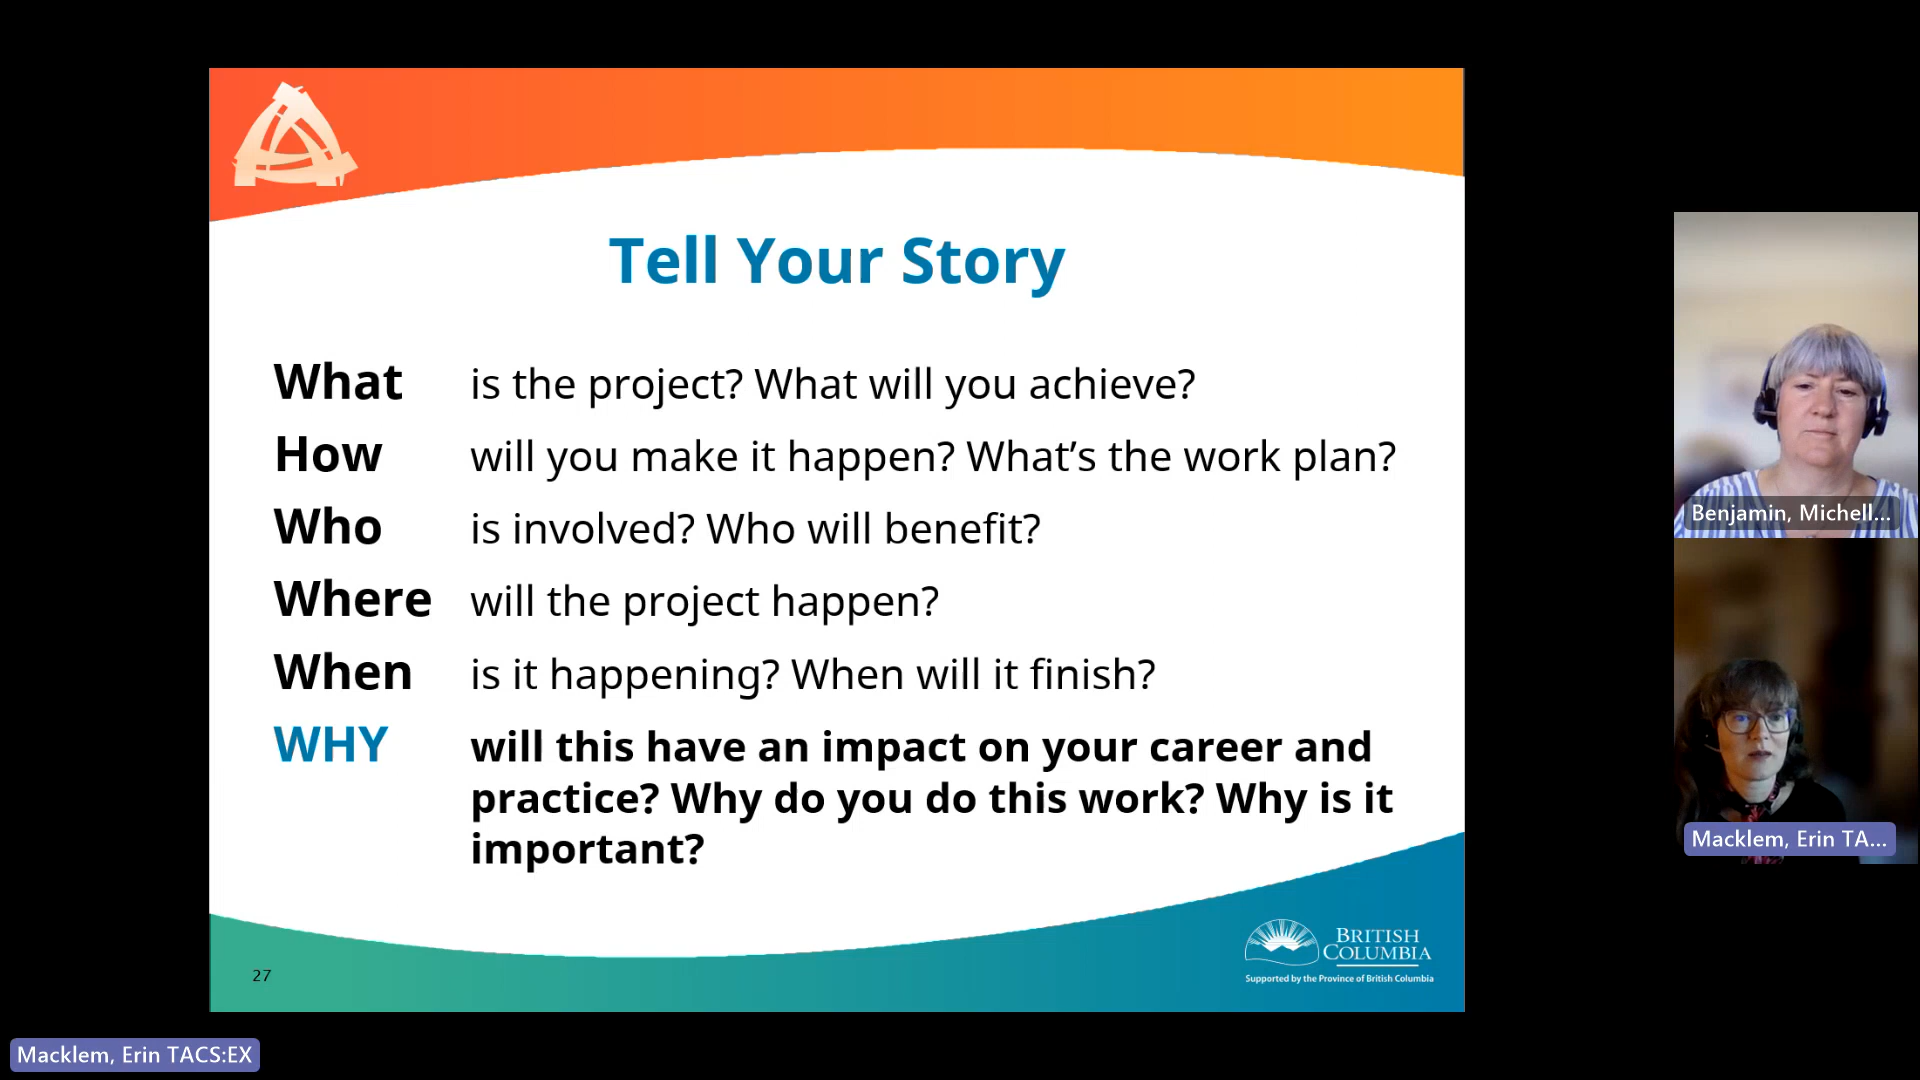 Tell Your Story
What is the project? What will you achieve?
How will you make it happen? What’s the work plan?
Who is involved? Who will benefit?
Where will the project happen?
When is it happening? When will it finish?
WHY will this have an impact on your career and
practice? Why do you do this work? Why is it
important?
BRITISH
COLUMBIA
Supported by the Province of British Columbia
27
Benjamin, Michell...
Macklem, Erin TA...
Macklem, Erin TACS:EX